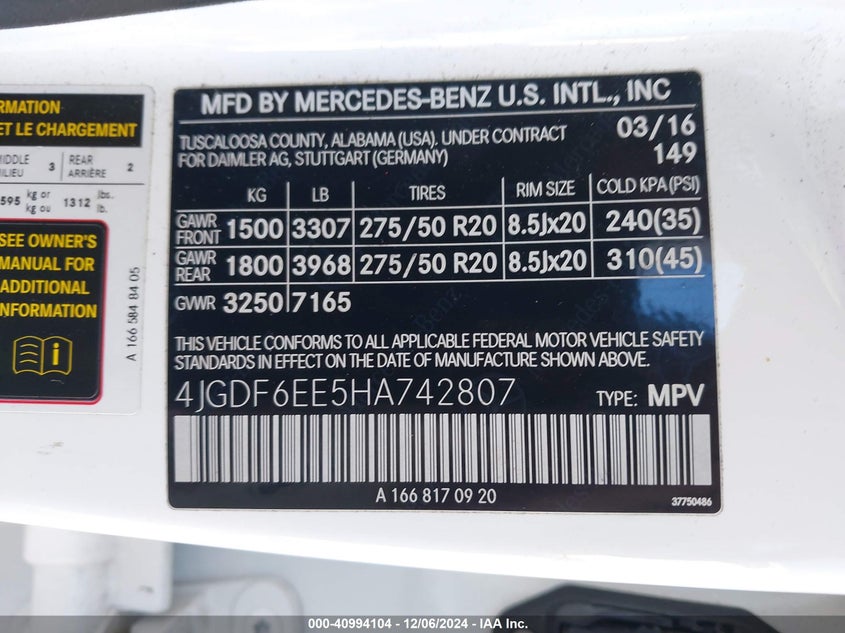 RMATION
ET LE CHARGEMENT
MIDDLE 3 REAR 2
MILIEU ARRIÈRE
595 kg or 1312 lbs.
kg ou lb.
SEE OWNER'S
MANUAL FOR
ADDITIONAL
INFORMATION
A 166 584 84 05
MFD BY MERCEDES-BENZ U.S. INTL., INC
TUSCALOOSA COUNTY, ALABAMA (USA). UNDER CONTRACT 03/16
FOR DAIMLER AG, STUTTGART (GERMANY) 149
KG LB TIRES RIM SIZE COLD KPA(PSI)
GAWR FRONT 1500 3307 275/50 R20 8.5Jx20 240(35)
GAWR REAR 1800 3968 275/50 R20 8.5Jx20 310(45)
GVWR 3250 7165
THIS VEHICLE CONFORMS TO ALL APPLICABLE FEDERAL MOTOR VEHICLE SAFETY
STANDARDS IN EFFECT ON THE DATE OF MANUFACTURE SHOWN ABOVE.
4JGDF6EE5HA742807 TYPE: MPV
A 166 817 09 20
37750486
000-40994104 - 12/06/2024 - IAA Inc.